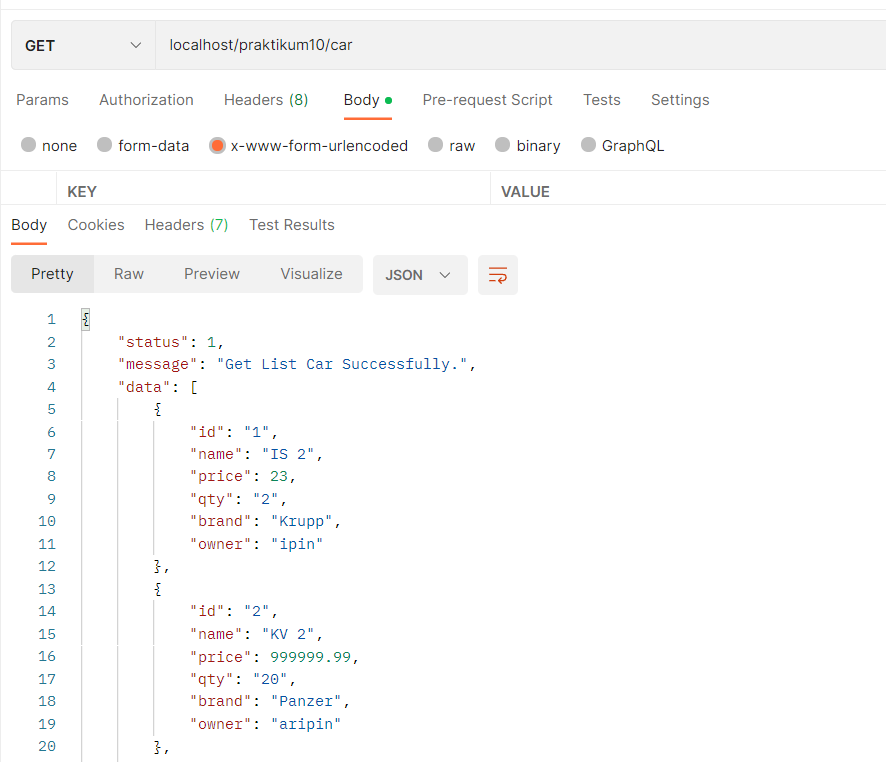 GET localhost/praktikum10/car
Params Authorization Headers (8) Body Pre-request Script Tests Settings
none form-data x-www-form-urlencoded raw binary GraphQL
KEY VALUE
Body Cookies Headers (7) Test Results
Pretty Raw Preview Visualize JSON
1 {
2 "status": 1,
3 "message": "Get List Car Successfully.",
4 "data": [
5 {
6 "id": "1",
7 "name": "IS 2",
8 "price": 23,
9 "qty": "2",
10 "brand": "Krupp",
11 "owner": "ipin"
12 },
13 {
14 "id": "2",
15 "name": "KV 2",
16 "price": 999999.99,
17 "qty": "20",
18 "brand": "Panzer",
19 "owner": "aripin"
20 },